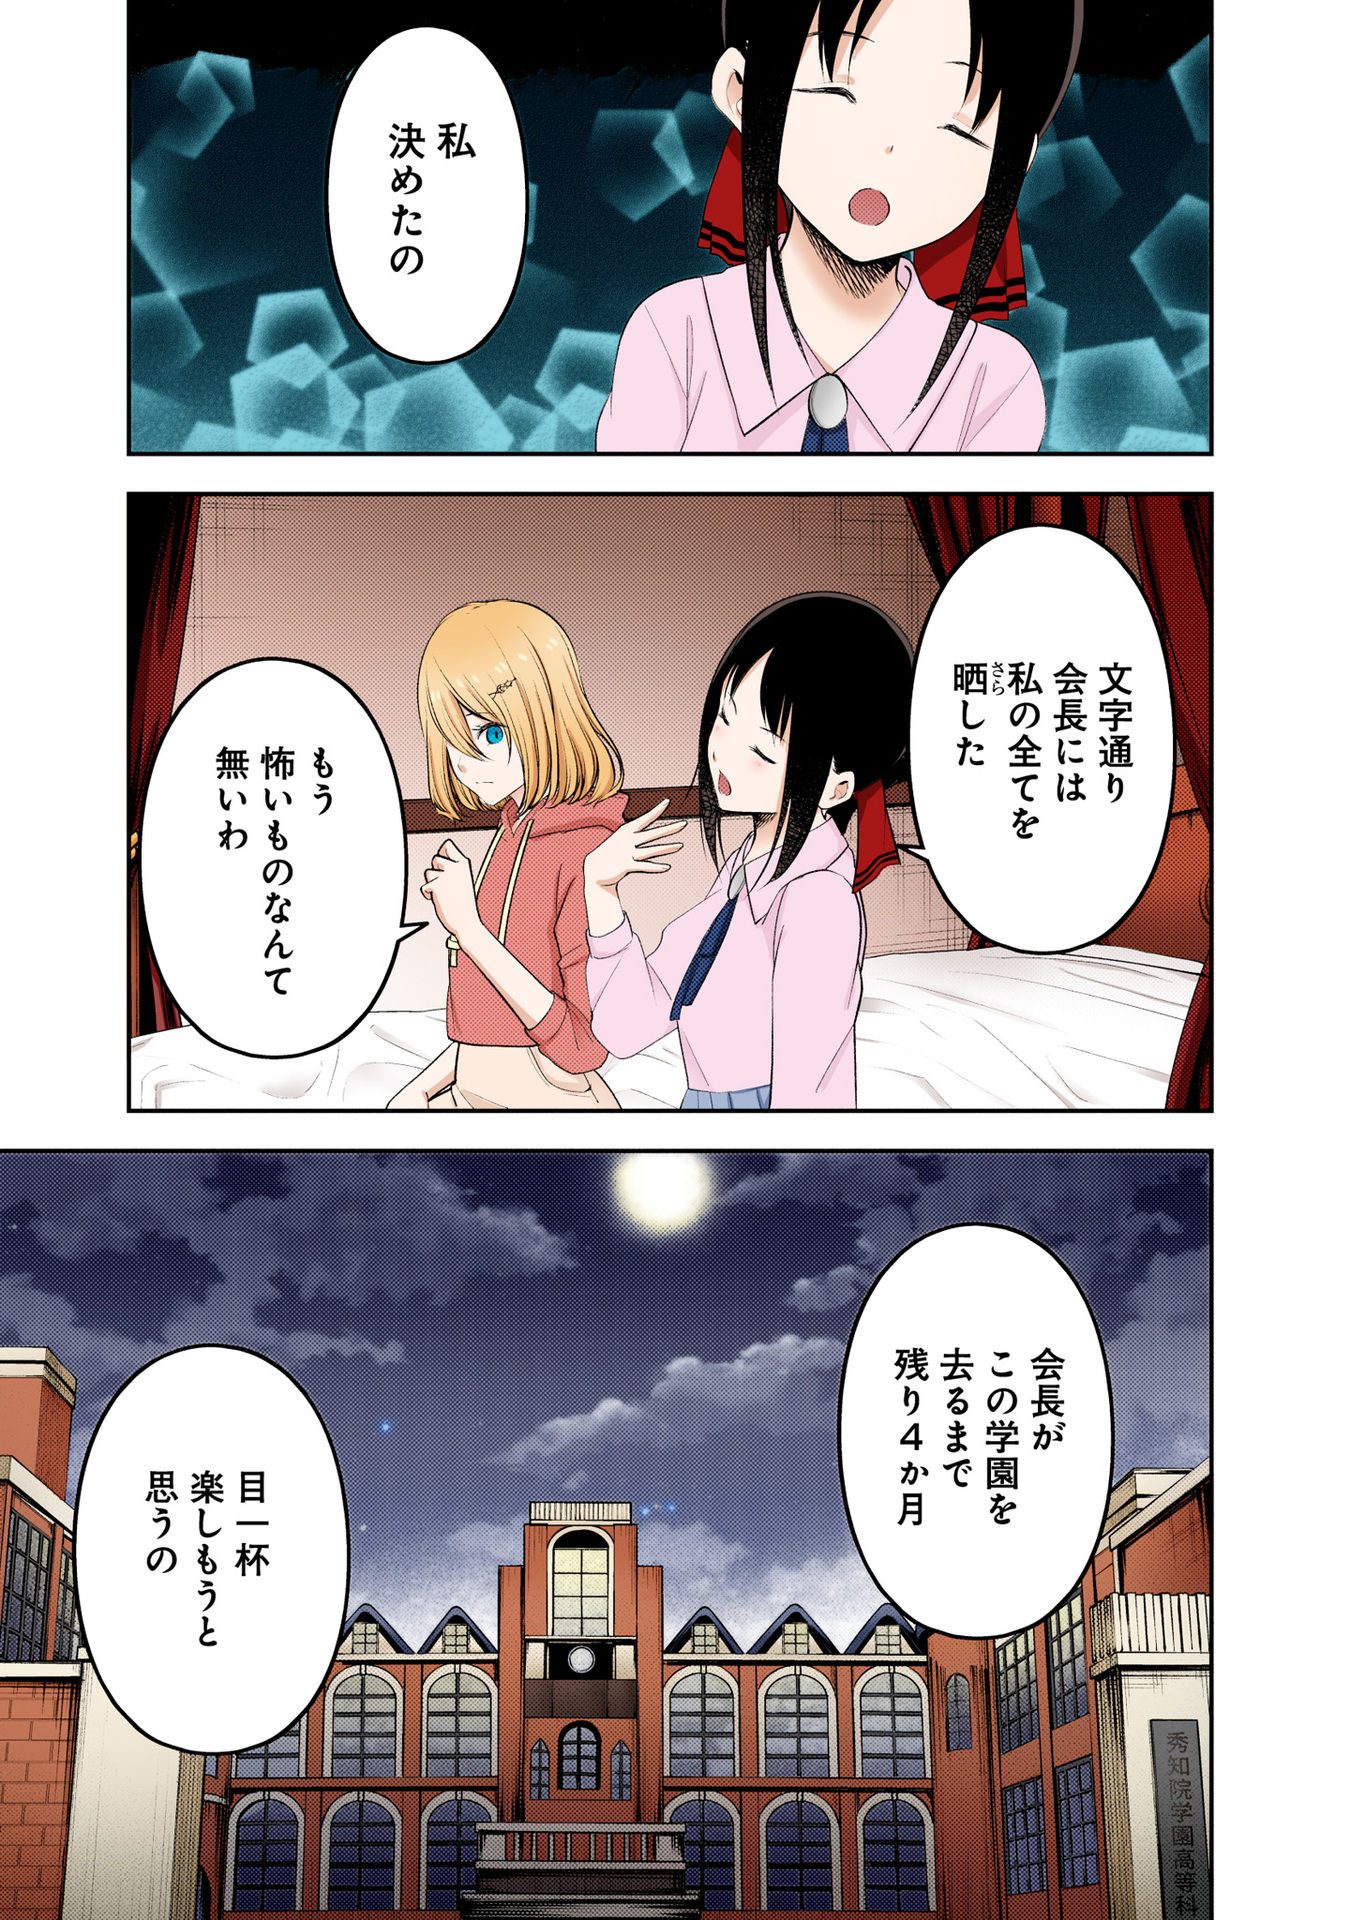 私
決めたの
文字通り
会長には
私の全てを
晒した
さら
もう
怖いものなんて
無いわ
会長が
この学園を
去るまで
残り4か月
目一杯
楽しもうと
思うの
秀知院学園高等科